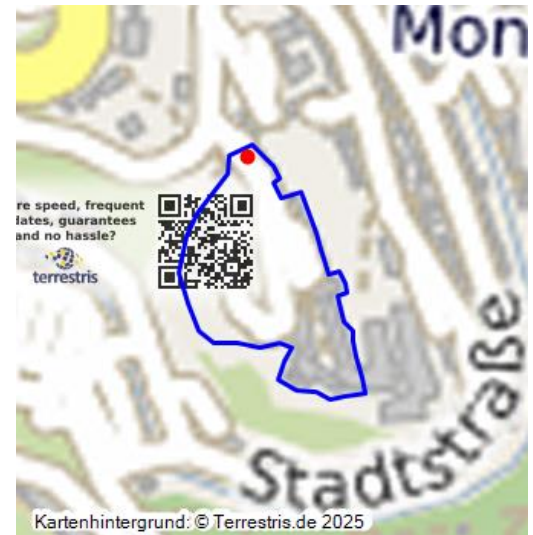 Mon
re speed, frequent
dates, guarantees
and no hassle?
terrestris
Stadtstraße
Kartenhintergrund: © Terrestris.de 2025